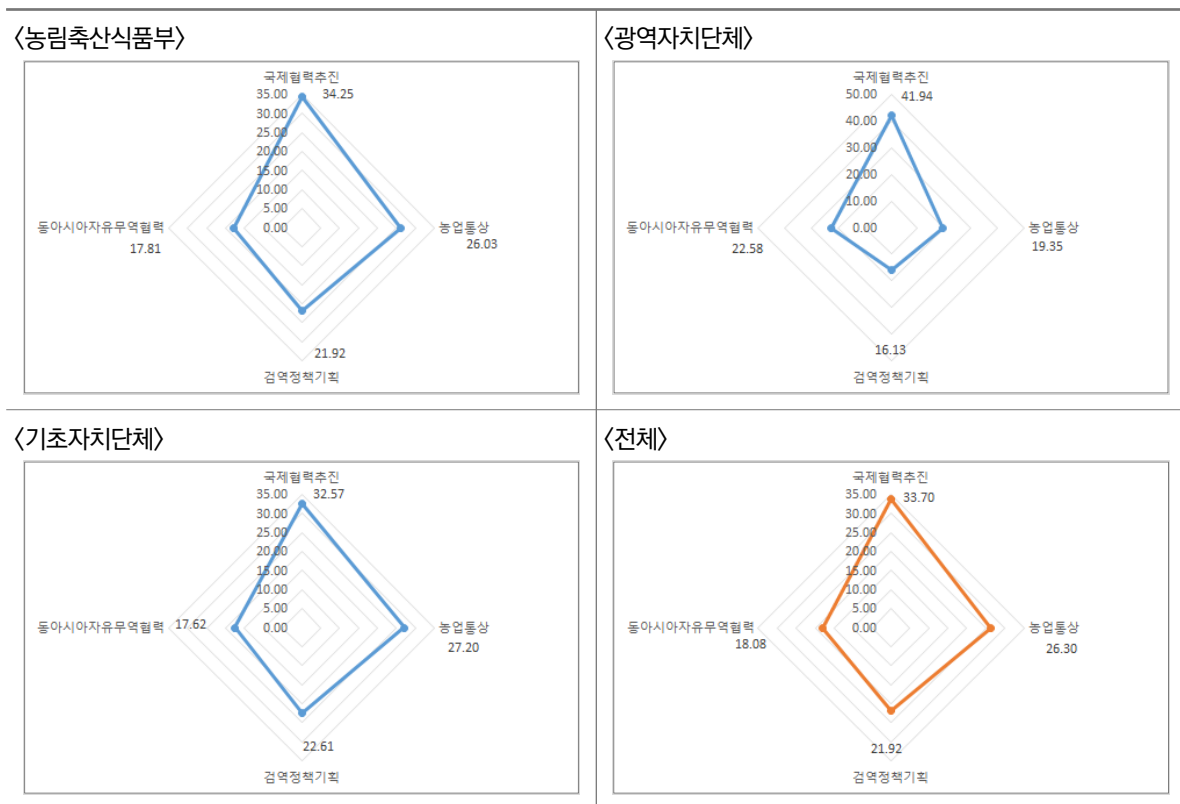 〈농림축산식품부〉
국제협력추진
35.00
34.25
30.00
25.00
20.00
15.00
10.00
5.00
0.00
동아시아자유무역협력
17.81
농업통상
26.03
21.92
검역정책기획
〈광역자치단체〉
국제협력추진
50.00
41.94
40.00
30.00
20.00
10.00
0.00
동아시아자유무역협력
22.58
농업통상
19.35
16.13
검역정책기획
〈기초자치단체〉
국제협력추진
35.00
32.57
30.00
25.00
20.00
15.00
10.00
5.00
0.00
동아시아자유무역협력
17.62
농업통상
27.20
22.61
검역정책기획
〈전체〉
국제협력추진
35.00
33.70
30.00
25.00
20.00
15.00
10.00
5.00
0.00
동아시아자유무역협력
18.08
농업통상
26.30
21.92
검역정책기획